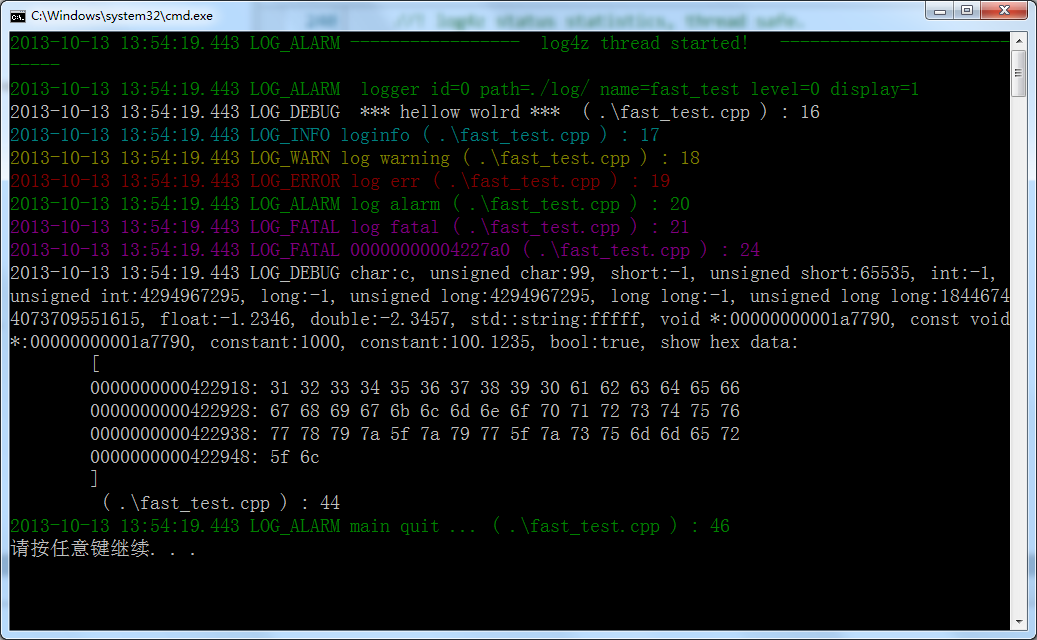 C:\Windows\system32\cmd.exe
240 //! log4z status statistics, thread safe.
2013-10-13 13:54:19.443 LOG_ALARM ----------------- log4z thread started! ----------------------------
2013-10-13 13:54:19.443 LOG_ALARM  logger id=0 path=./log/ name=fast_test level=0 display=1
2013-10-13 13:54:19.443 LOG_DEBUG  *** hellow wolrd ***  ( .\fast_test.cpp ) : 16
2013-10-13 13:54:19.443 LOG_INFO loginfo ( .\fast_test.cpp ) : 17
2013-10-13 13:54:19.443 LOG_WARN log warning ( .\fast_test.cpp ) : 18
2013-10-13 13:54:19.443 LOG_ERROR log err ( .\fast_test.cpp ) : 19
2013-10-13 13:54:19.443 LOG_ALARM log alarm ( .\fast_test.cpp ) : 20
2013-10-13 13:54:19.443 LOG_FATAL log fatal ( .\fast_test.cpp ) : 21
2013-10-13 13:54:19.443 LOG_FATAL 00000000004227a0 ( .\fast_test.cpp ) : 24
2013-10-13 13:54:19.443 LOG_DEBUG char:c, unsigned char:99, short:-1, unsigned short:65535, int:-1,
unsigned int:4294967295, long:-1, unsigned long:4294967295, long long:-1, unsigned long long:1844674
4073709551615, float:-1.2346, double:-2.3457, std::string:fffff, void *:00000000001a7790, const void
*:00000000001a7790, constant:1000, constant:100.1235, bool:true, show hex data:
[
0000000000422918: 31 32 33 34 35 36 37 38 39 30 61 62 63 64 65 66
0000000000422928: 67 68 69 67 6b 6c 6d 6e 6f 70 71 72 73 74 75 76
0000000000422938: 77 78 79 7a 5f 7a 79 77 5f 7a 73 75 6d 6d 65 72
0000000000422948: 5f 6c
]
( .\fast_test.cpp ) : 44
2013-10-13 13:54:19.443 LOG_ALARM main quit ... ( .\fast_test.cpp ) : 46
请按任意键继续. . .